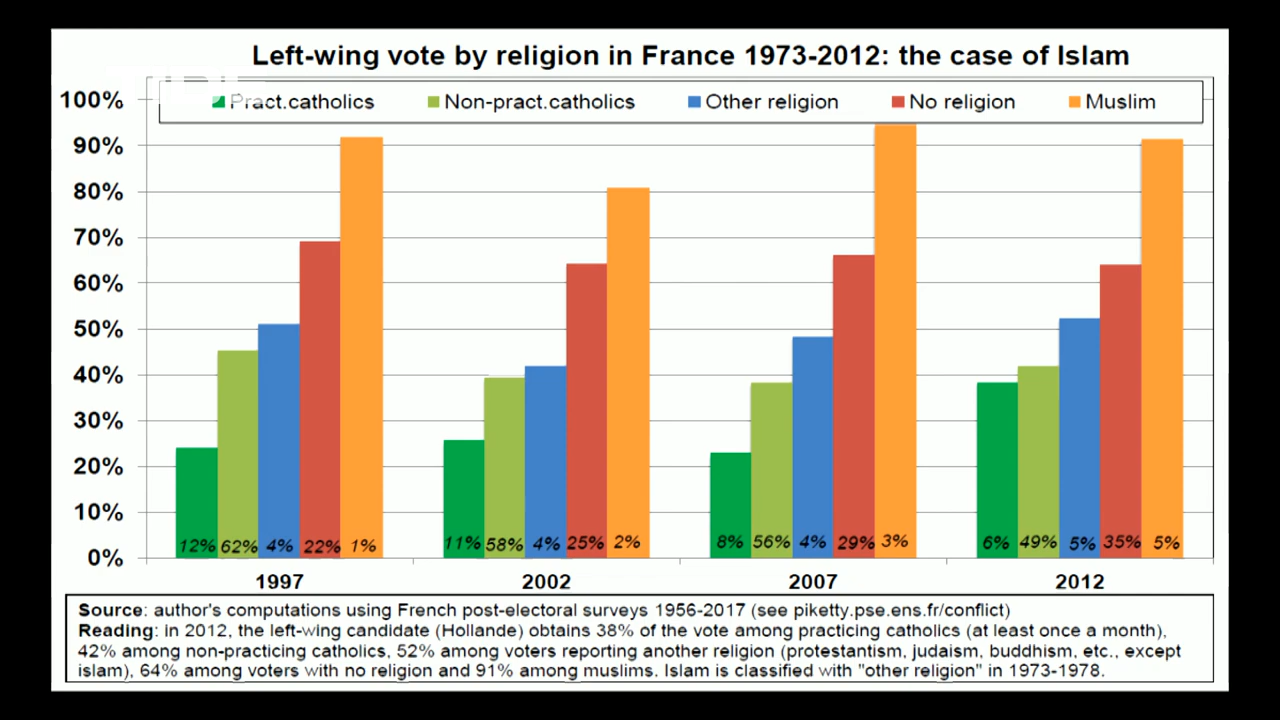 Left-wing vote by religion in France 1973-2012: the case of Islam
Pract.catholics Non-pract.catholics Other religion No religion Muslim
100%
90%
80%
70%
60%
50%
40%
30%
20%
10%
0%
12% 62% 4% 22% 1% 11% 58% 4% 25% 2% 8% 56% 4% 29% 3% 6% 49% 5% 35% 5%
1997 2002 2007 2012
Source: author's computations using French post-electoral surveys 1956-2017 (see piketty.pse.ens.fr/conflict)
Reading: in 2012, the left-wing candidate (Hollande) obtains 38% of the vote among practicing catholics (at least once a month),
42% among non-practicing catholics, 52% among voters reporting another religion (protestantism, judaism, buddhism, etc., except
islam), 64% among voters with no religion and 91% among muslims. Islam is classified with "other religion" in 1973-1978.